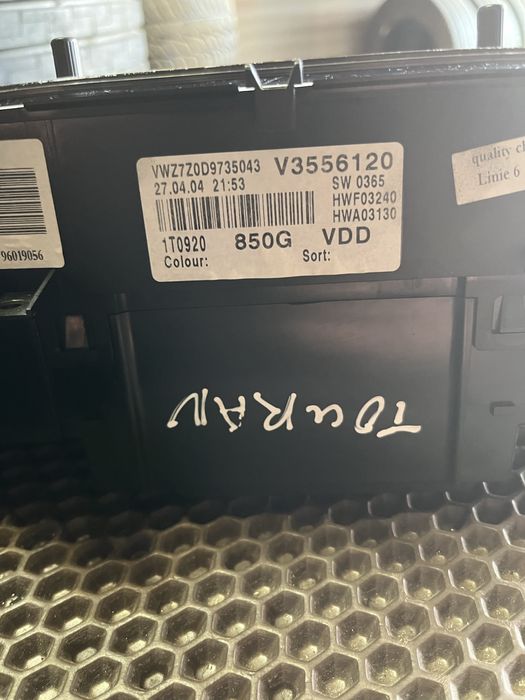 VWZ7Z0D9735043 V3556120
27.04.04 21:53 SW 0365
HWF03240
HWA03130
1T0920 850G VDD
Colour: Sort:
96019056
quality
Linie 6
TOURAN